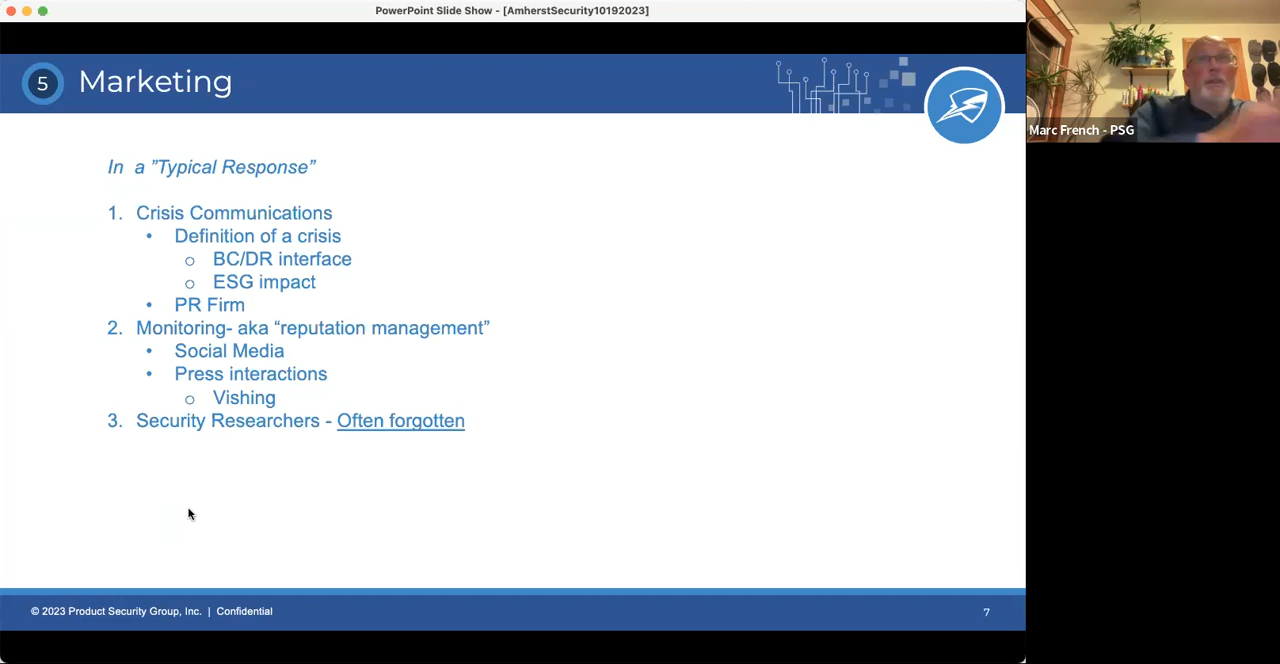 PowerPoint Slide Show - [AmherstSecurity10192023]
5 Marketing
In a ”Typical Response”
1. Crisis Communications
• Definition of a crisis
o BC/DR interface
o ESG impact
• PR Firm
2. Monitoring- aka “reputation management”
• Social Media
• Press interactions
o Vishing
3. Security Researchers - Often forgotten
© 2023 Product Security Group, Inc. | Confidential
7
Marc French - PSG